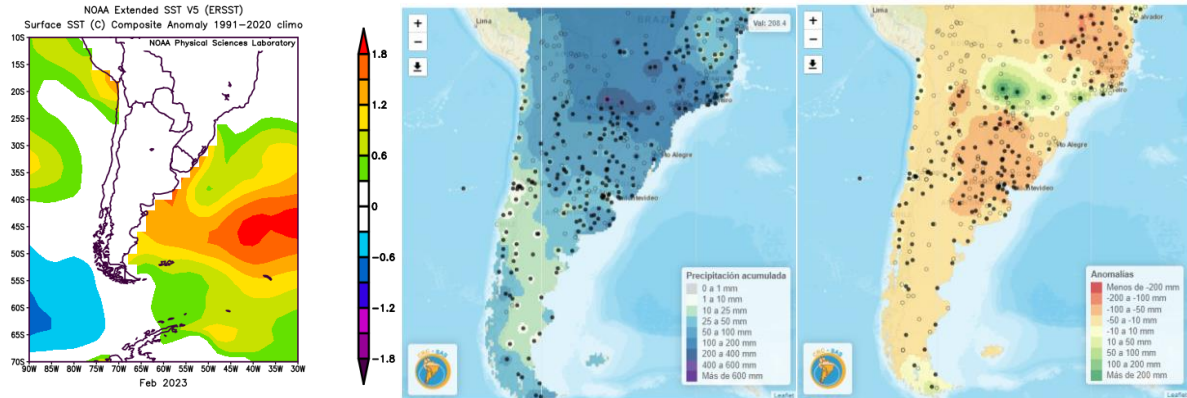 NOAA Extended SST V5 (ERSST)
Surface SST (C) Composite Anomaly 1991-2020 climo
NOAA Physical Sciences Laboratory
10S
15S
20S
25S
30S
35S
40S
45S
50S
55S
60S
65S
70S
90W 85W 80W 75W 70W 65W 60W 55W 50W 45W 40W 35W 30W
Feb 2023
1.8
1.2
0.6
0
-0.6
-1.2
-1.8
+
−
Lima
BRAZIL
Val: 298.4
Alegre
Montevideo
Precipitación acumulada
0 a 1 mm
1 a 10 mm
10 a 25 mm
25 a 50 mm
50 a 100 mm
100 a 200 mm
200 a 400 mm
400 a 600 mm
Más de 600 mm
CRC-SAS
Leaflet
+
−
Lima
Salvador
Alegre
Montevideo
Anomalías
Menos de -200 mm
-200 a -100 mm
-100 a -50 mm
-50 a -10 mm
-10 a 10 mm
10 a 50 mm
50 a 100 mm
100 a 200 mm
Más de 200 mm
CRC-SAS
Leaflet